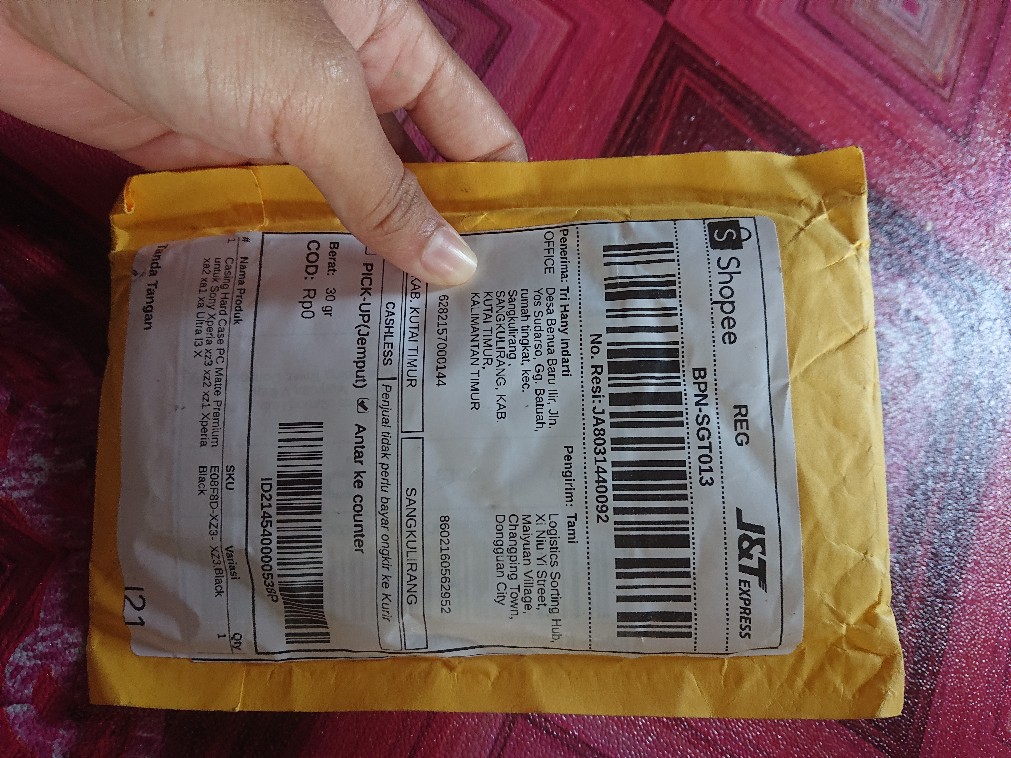 Shopee
REG
J&T EXPRESS
BPN-SGT013
No. Resi: JA8031440092
Penerima: Tri Hany Indarti
OFFICE
Desa Benua Baru Ilir, Jln.
Yos Sudarso, Gg. Batuah,
rumah tingkat, kec.
Sangkulirang,
SANGKULIRANG, KAB.
KUTAI TIMUR,
KALIMANTAN TIMUR
6282157000144
Pengirim: Tami
Logistics Sorting Hub,
Xi Niu Yi Street,
Maiyuan Village,
Changping Town,
Dongguan City
8602160562952
KAB. KUTAI TIMUR
SANGKULIRANG
CASHLESS
Penjual tidak perlu bayar ongkir ke Kurir
PICK-UP(Jemput)
Antar ke counter
Berat: 30 gr
COD: Rp0
ID214540000538P
# Nama Produk SKU Variasi Qty
1 Casing Hard Case PC Matte Premium E08F8D-XZ3- XZ3,Black 1
untuk Sony Xperia xz3 xz2 xz1 Xperia Black
xa2 xa1 xa Ultra l3 X
Tanda Tangan
121